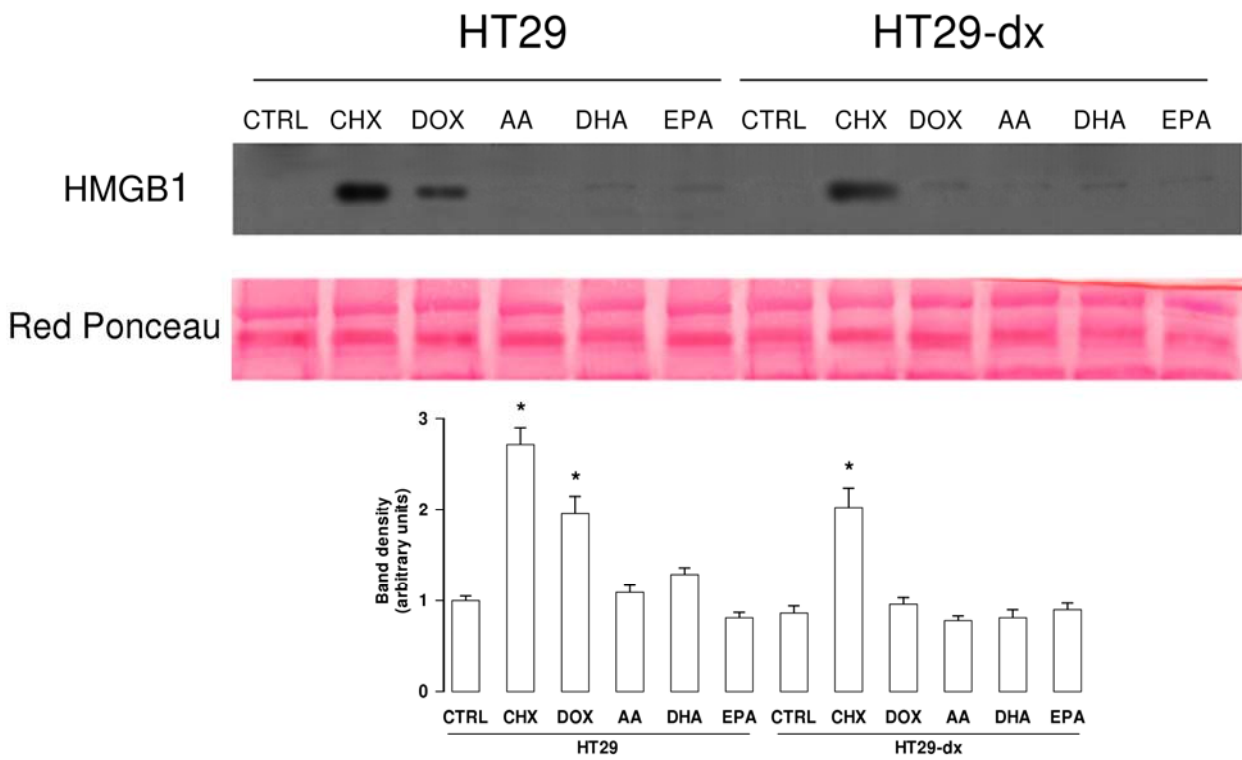 HT29 HT29-dx
CTRL CHX DOX AA DHA EPA CTRL CHX DOX AA DHA EPA
HMGB1
Red Ponceau
Band density
(arbitrary units)
3
2
1
0
* * *
CTRL CHX DOX AA DHA EPA CTRL CHX DOX AA DHA EPA
HT29 HT29-dx